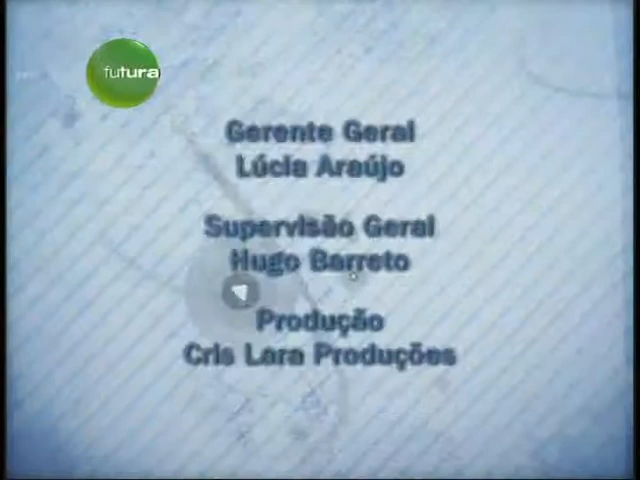 futura
Gerente Geral
Lúcia Araújo
Supervisão Geral
Hugo Barreto
Produção
Cris Lara Produções